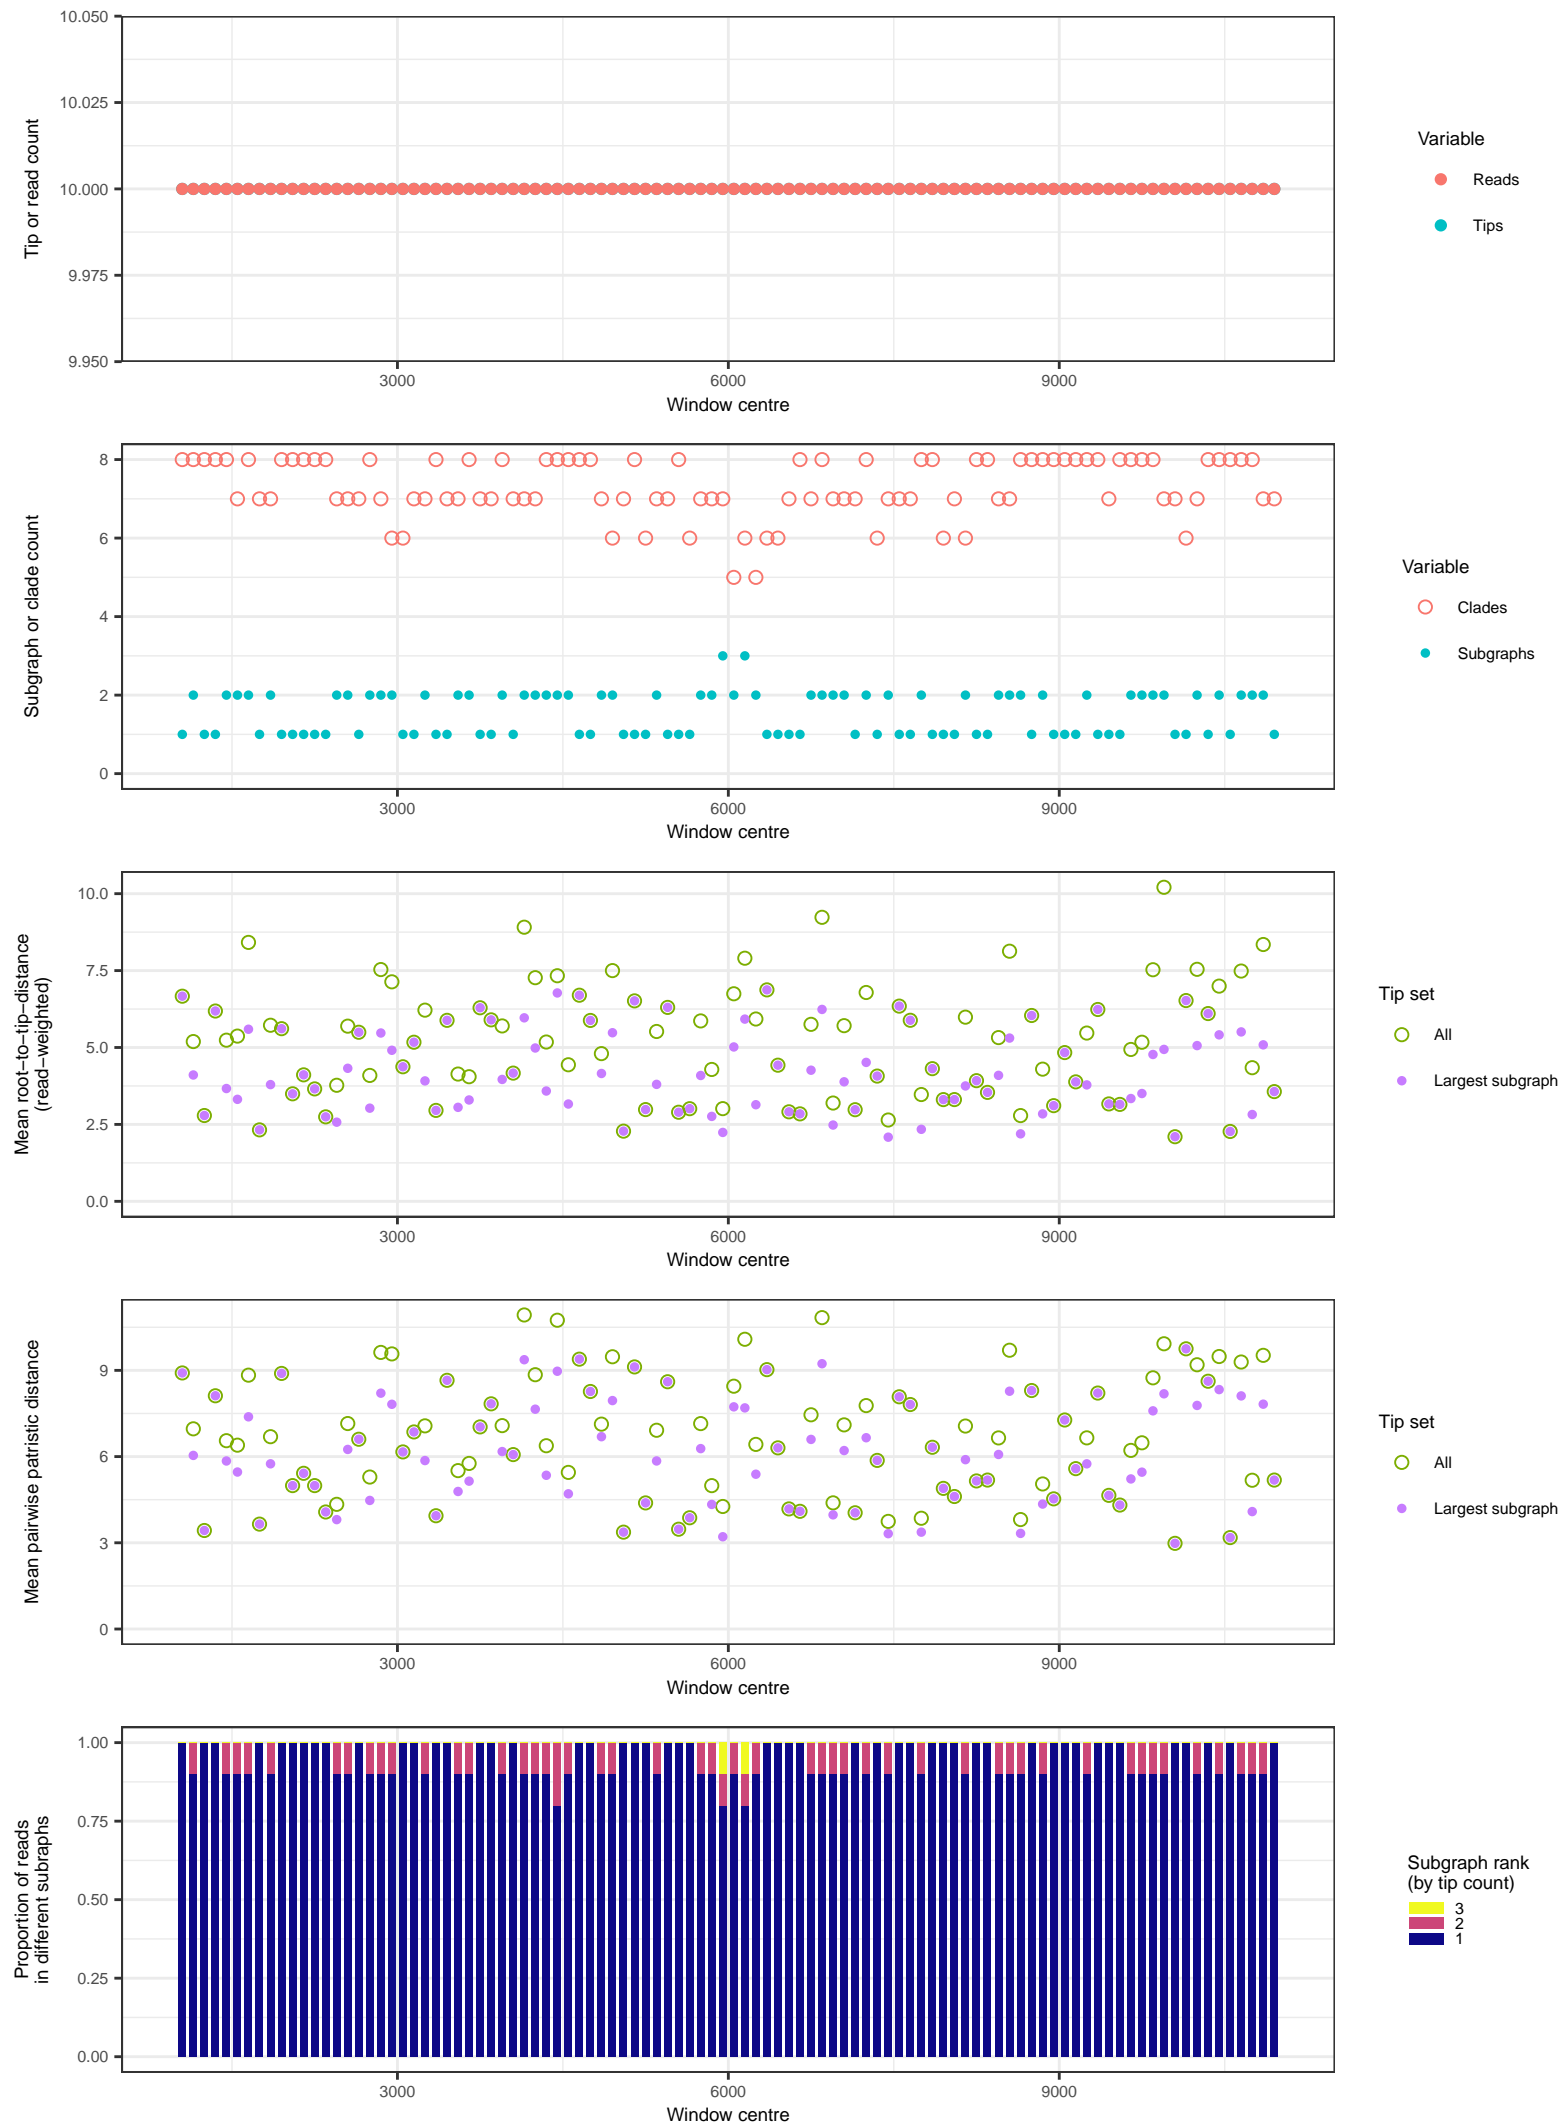 10.050
10.025
10.000
9.975
9.950
Tip or read count
3000
6000
9000
Window centre
Variable
Reads
Tips
8
6
4
2
0
Subgraph or clade count
3000
6000
9000
Window centre
Variable
Clades
Subgraphs
10.0
7.5
5.0
2.5
0.0
Mean root−to−tip−distance
(read−weighted)
3000
6000
9000
Window centre
Tip set
All
Largest subgraph
9
6
3
0
Mean pairwise patristic distance
3000
6000
9000
Window centre
Tip set
All
Largest subgraph
1.00
0.75
0.50
0.25
0.00
Proportion of reads
in different subraphs
3000
6000
9000
Window centre
Subgraph rank
(by tip count)
3
2
1